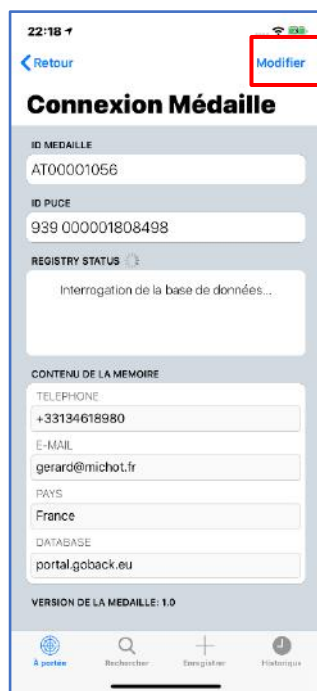 22:18
Retour
Modifier
Connexion Médaille
ID MEDAILLE
AT00001056
ID PUCE
939 000001808498
REGISTRY STATUS
Interrogation de la base de données...
CONTENU DE LA MEMOIRE
TELEPHONE
+33134618980
E-MAIL
gerard@michot.fr
PAYS
France
DATABASE
portal.goback.eu
VERSION DE LA MEDAILLE: 1.0
À portée
Rechercher
Enregistrer
Historique